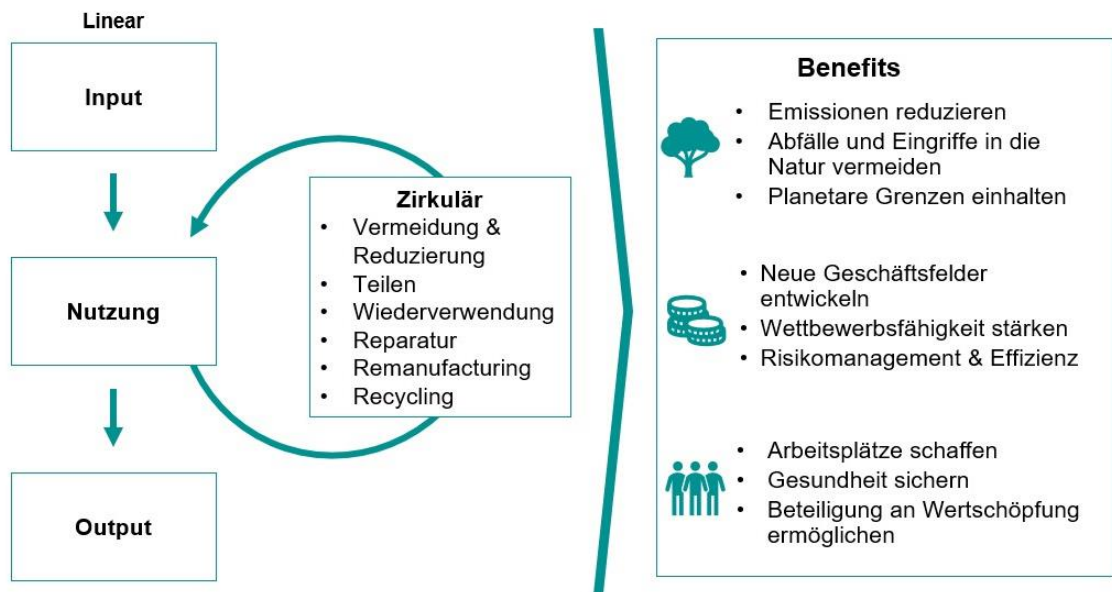 Linear
Input
Nutzung
Output
Zirkulär
• Vermeidung &
Reduzierung
• Teilen
• Wiederverwendung
• Reparatur
• Remanufacturing
• Recycling
Benefits
• Emissionen reduzieren
• Abfälle und Eingriffe in die
Natur vermeiden
• Planetare Grenzen einhalten
• Neue Geschäftsfelder
entwickeln
• Wettbewerbsfähigkeit stärken
• Risikomanagement & Effizienz
• Arbeitsplätze schaffen
• Gesundheit sichern
• Beteiligung an Wertschöpfung
ermöglichen